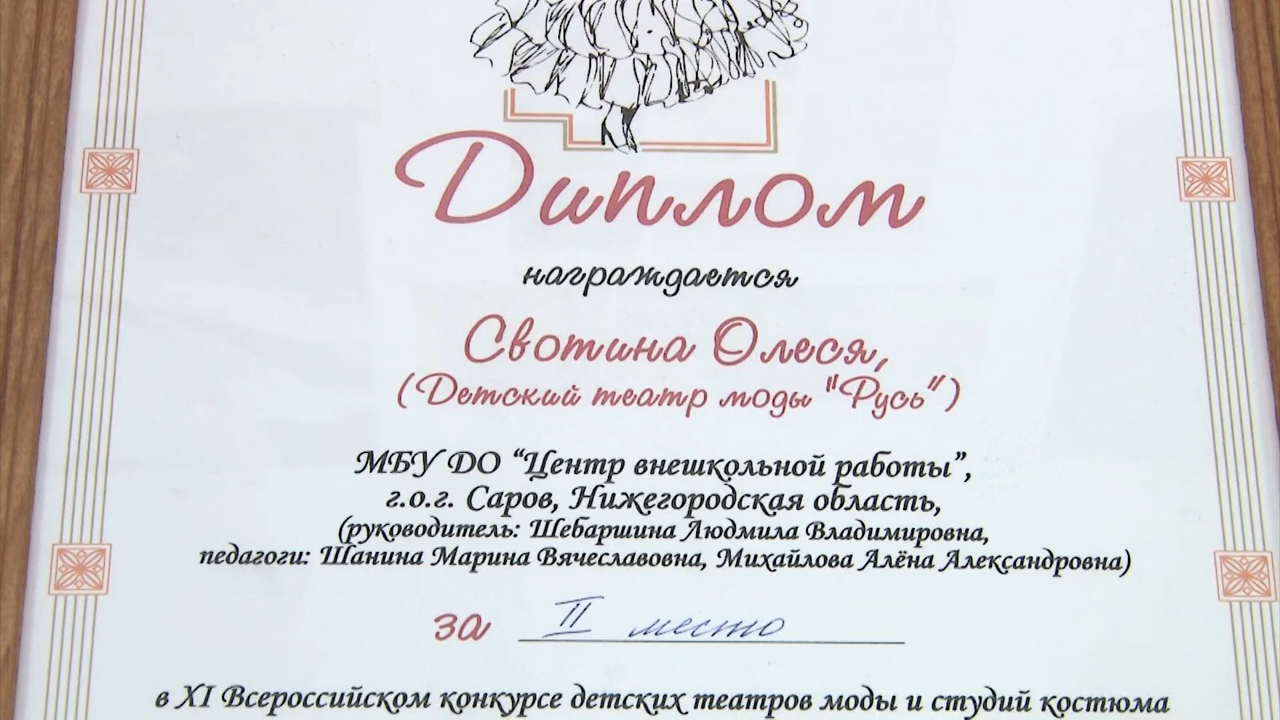 Диплом
награждается
Свотина Олеся,
(Детский театр моды "Русь")
МБУ ДО “Центр внешкольной работы”,
г.о.г. Саров, Нижегородская область,
(руководитель: Шебаршина Людмила Владимировна,
педагоги: Шанина Марина Вячеславовна, Михайлова Алёна Александровна)
за II место
в XI Всероссийском конкурсе детских театров моды и студий костюма